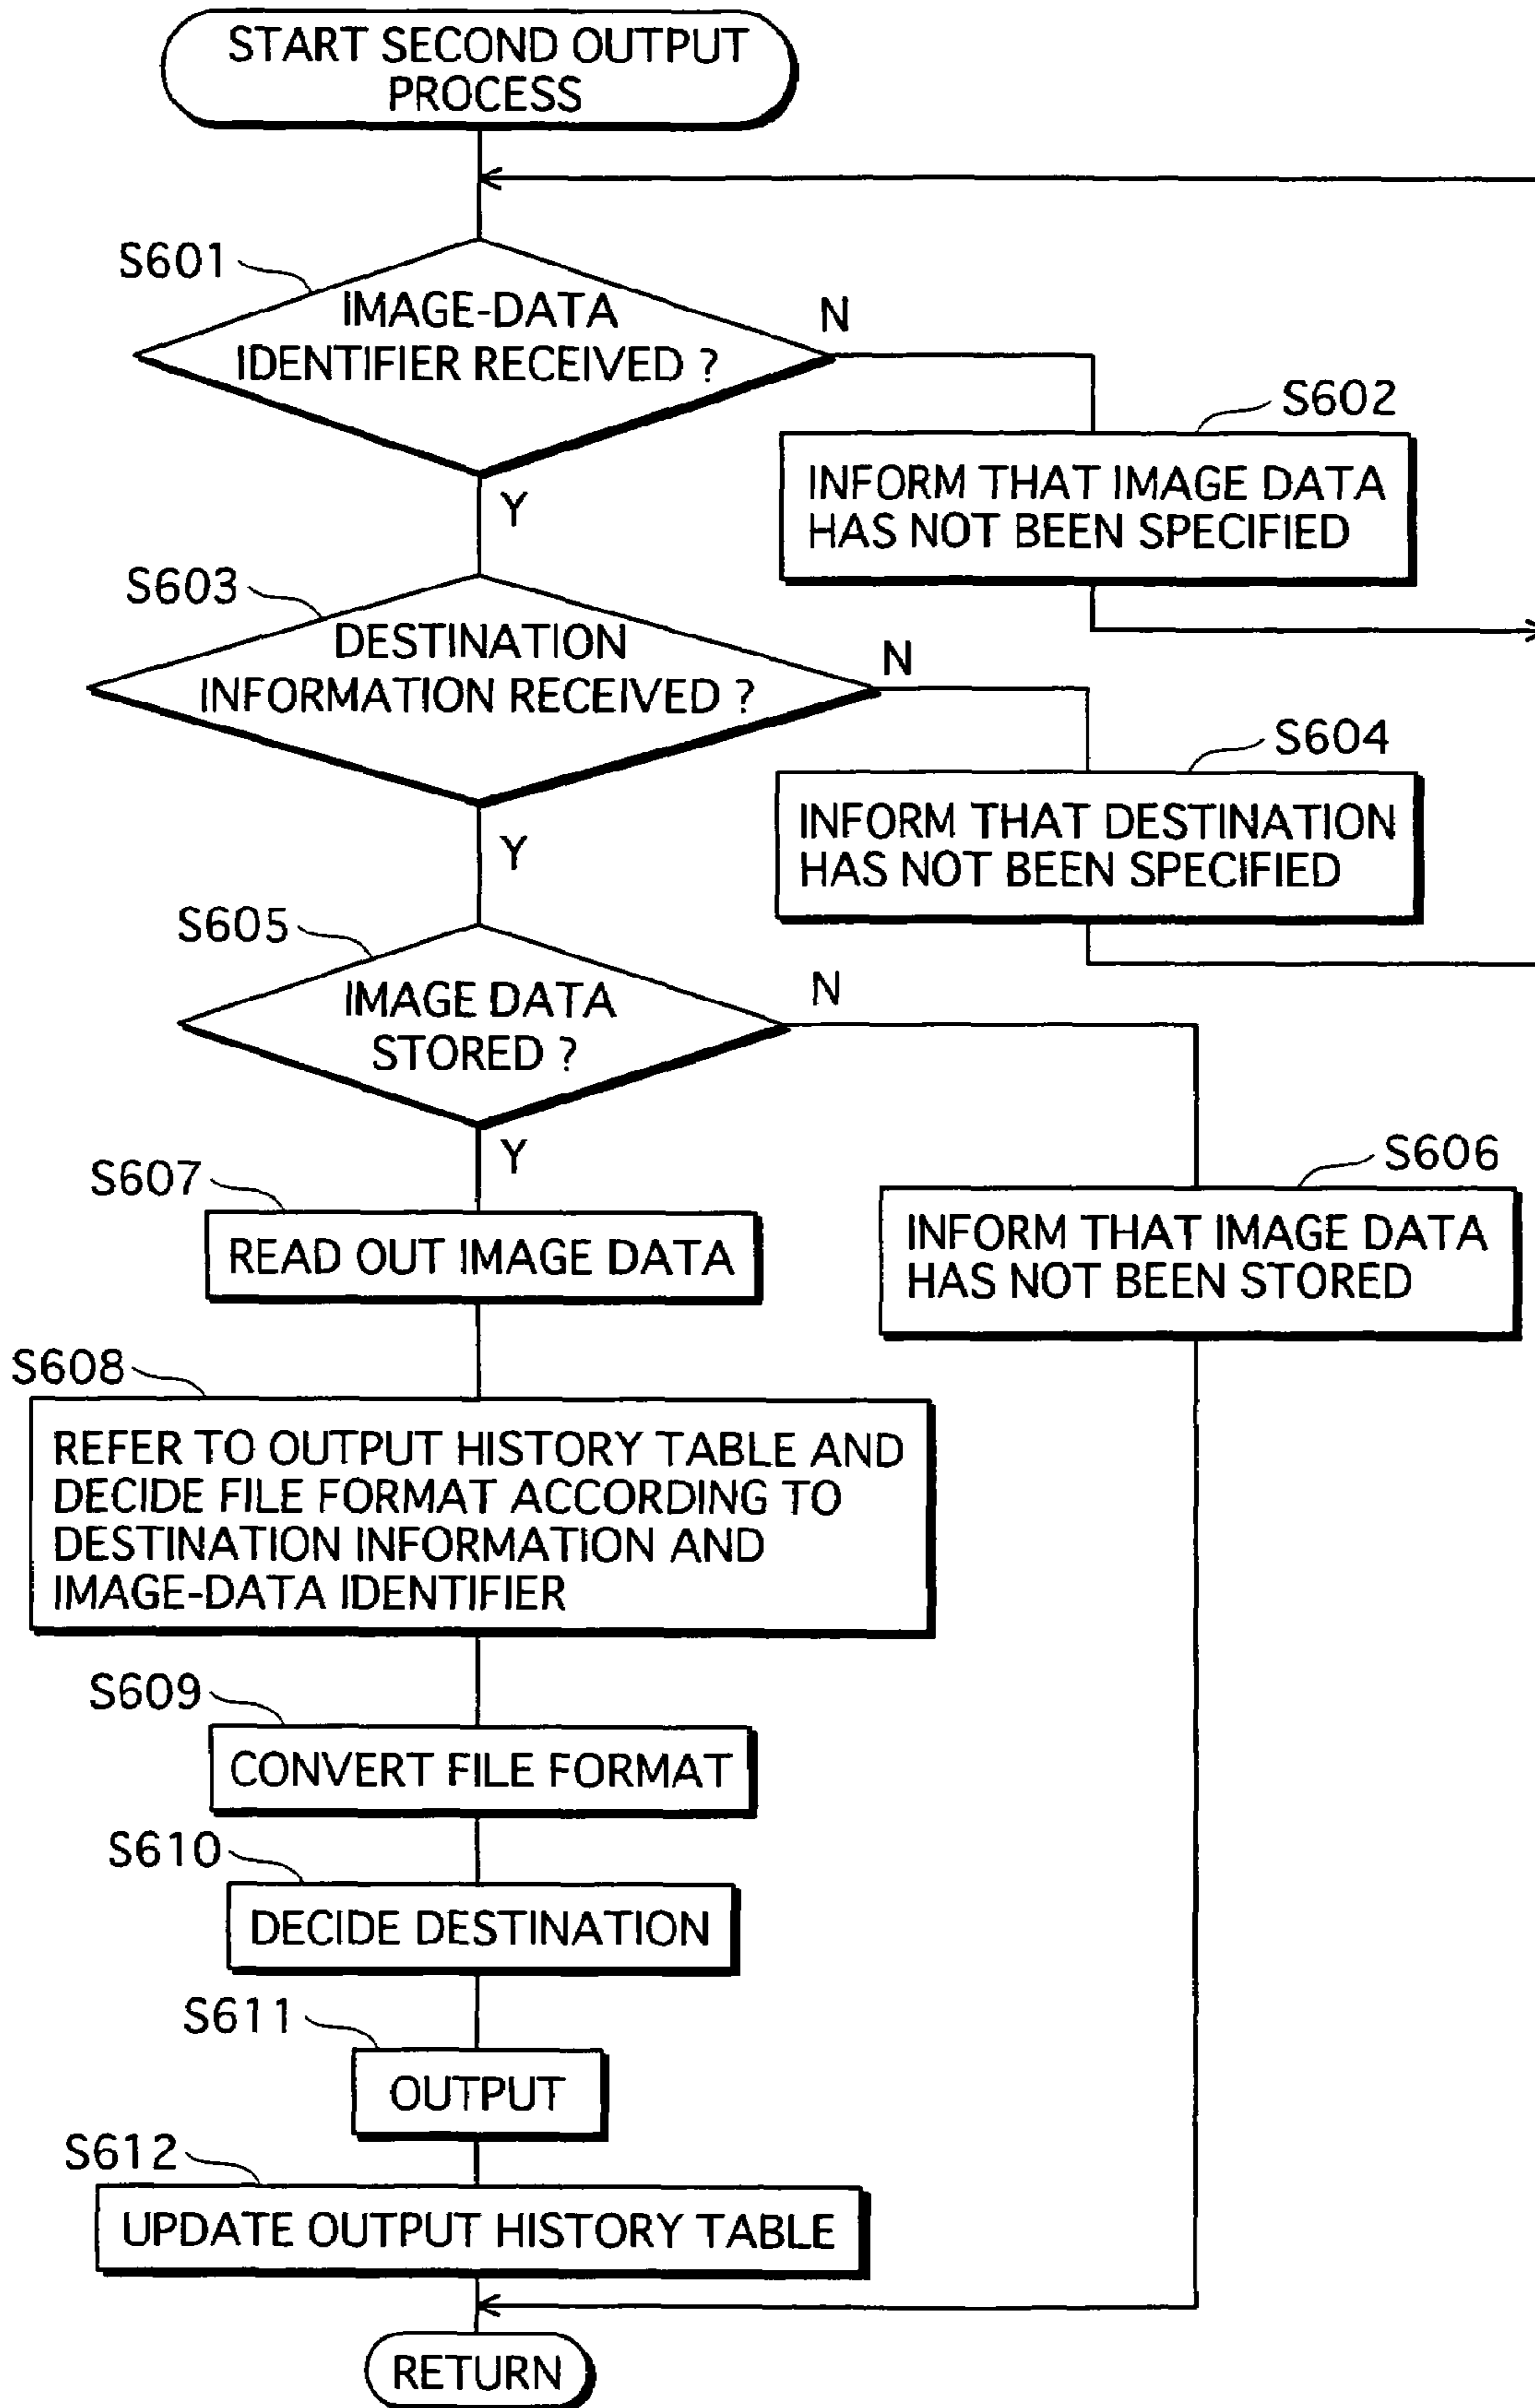 START SECOND OUTPUT
PROCESS
S601
IMAGE-DATA
IDENTIFIER RECEIVED ?
N
S602
INFORM THAT IMAGE DATA
HAS NOT BEEN SPECIFIED
Y
S603
DESTINATION
INFORMATION RECEIVED ?
N
S604
INFORM THAT DESTINATION
HAS NOT BEEN SPECIFIED
Y
S605
IMAGE DATA
STORED ?
N
S606
INFORM THAT IMAGE DATA
HAS NOT BEEN STORED
Y
S607
READ OUT IMAGE DATA
S608
REFER TO OUTPUT HISTORY TABLE AND
DECIDE FILE FORMAT ACCORDING TO
DESTINATION INFORMATION AND
IMAGE-DATA IDENTIFIER
S609
CONVERT FILE FORMAT
S610
DECIDE DESTINATION
S611
OUTPUT
S612
UPDATE OUTPUT HISTORY TABLE
RETURN